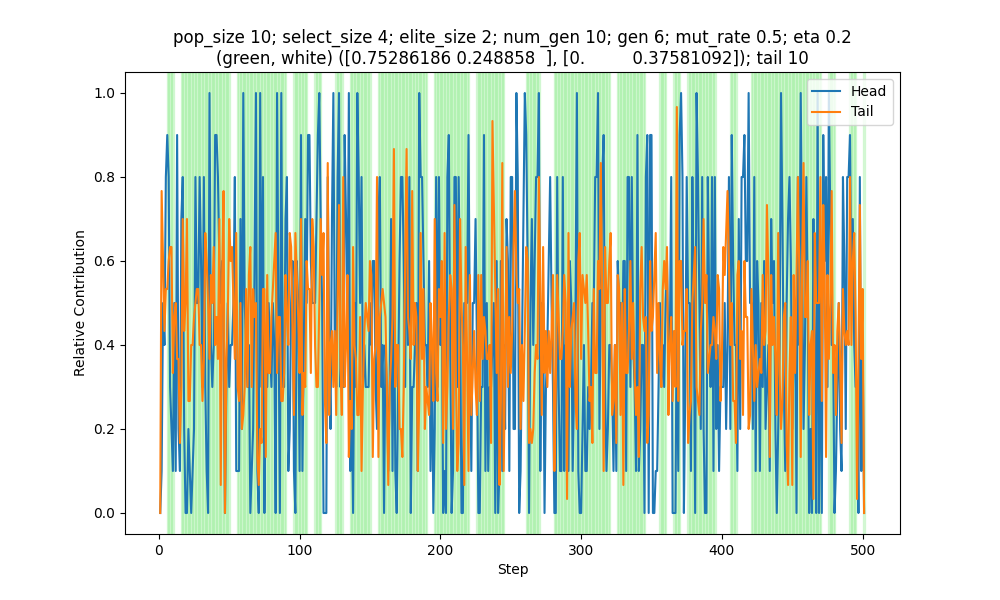 pop_size 10; select_size 4; elite_size 2; num_gen 10; gen 6; mut_rate 0.5; eta 0.2
(green, white) ([0.75286186 0.248858  ], [0.         0.37581092]); tail 10
Head
Tail
1.0
0.8
0.6
0.4
0.2
0.0
Relative Contribution
0 100 200 300 400 500
Step